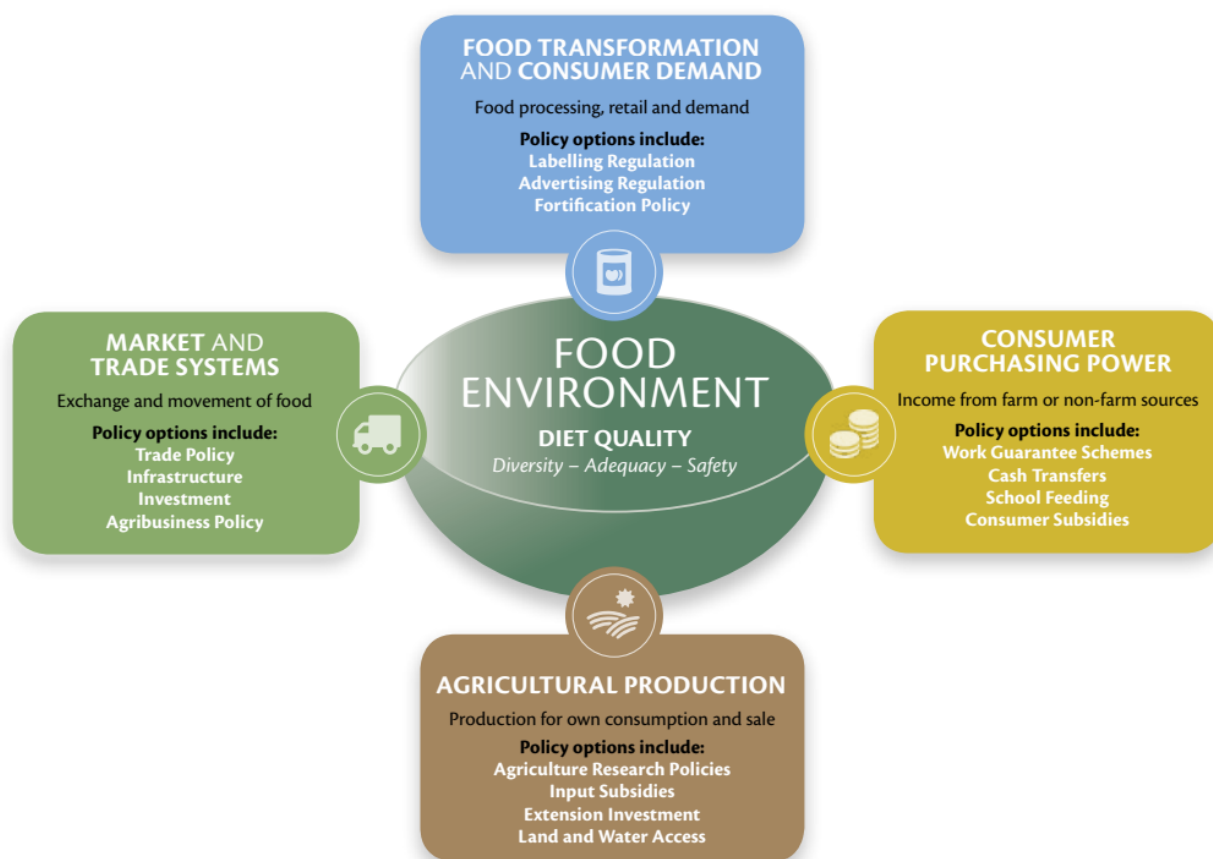 FOOD TRANSFORMATION
AND CONSUMER DEMAND
Food processing, retail and demand
Policy options include:
Labelling Regulation
Advertising Regulation
Fortification Policy
MARKET AND
TRADE SYSTEMS
Exchange and movement of food
Policy options include:
Trade Policy
Infrastructure
Investment
Agribusiness Policy
FOOD
ENVIRONMENT
DIET QUALITY
Diversity – Adequacy – Safety
CONSUMER
PURCHASING POWER
Income from farm or non-farm sources
Policy options include:
Work Guarantee Schemes
Cash Transfers
School Feeding
Consumer Subsidies
AGRICULTURAL PRODUCTION
Production for own consumption and sale
Policy options include:
Agriculture Research Policies
Input Subsidies
Extension Investment
Land and Water Access